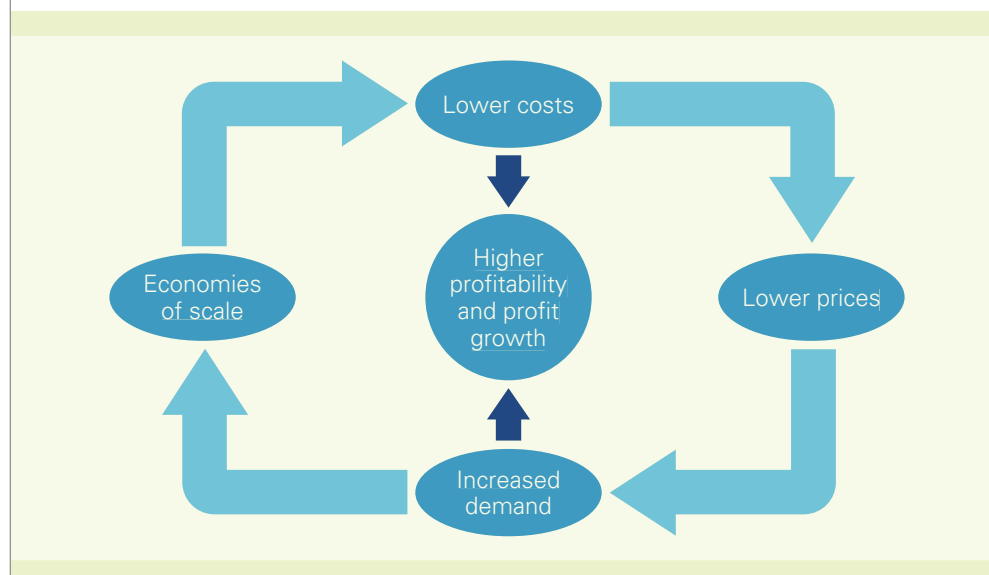 Lower costs
Economies
of scale
Higher
profitability
and profit
growth
Lower prices
Increased
demand